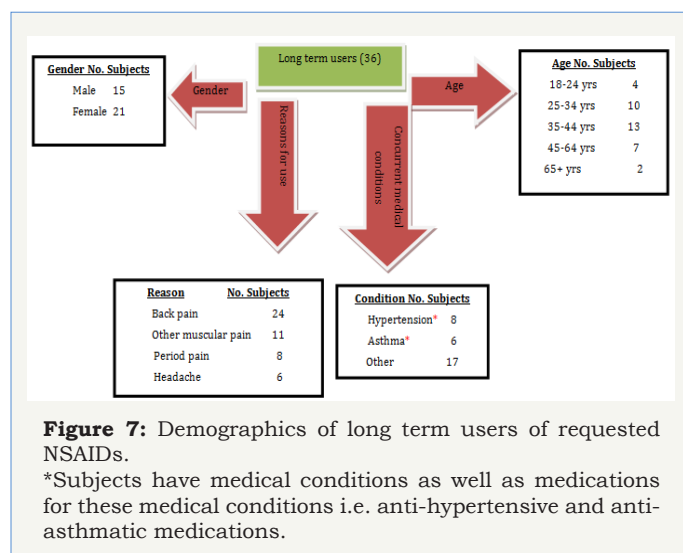 Long term users (36)
Gender No. Subjects
Male 15
Female 21
Gender
Age
Age No. Subjects
18-24 yrs 4
25-34 yrs 10
35-44 yrs 13
45-64 yrs 7
65+ yrs 2
Reasons for use
Concurrent medical
conditions
Reason No. Subjects
Back pain 24
Other muscular pain 11
Period pain 8
Headache 6
Condition No. Subjects
Hypertension* 8
Asthma* 6
Other 17
Figure 7: Demographics of long term users of requested
NSAIDs.
*Subjects have medical conditions as well as medications
for these medical conditions i.e. anti-hypertensive and anti-
asthmatic medications.